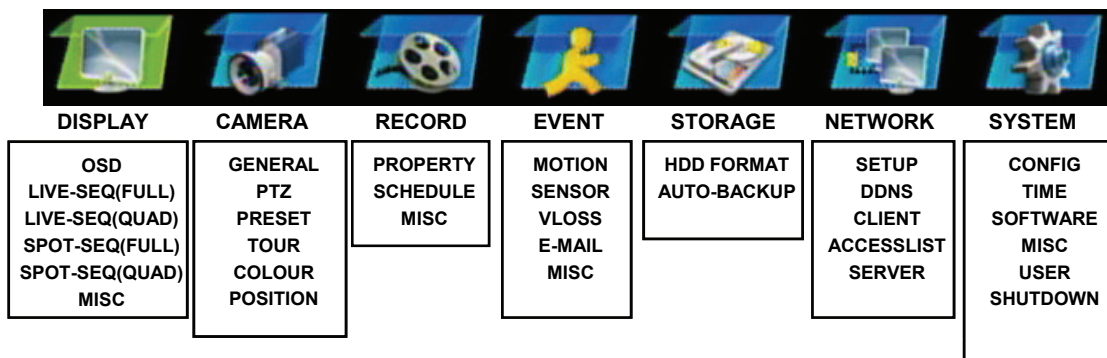 DISPLAY
CAMERA
RECORD
EVENT
STORAGE
NETWORK
SYSTEM
OSD
LIVE-SEQ(FULL)
LIVE-SEQ(QUAD)
SPOT-SEQ(FULL)
SPOT-SEQ(QUAD)
MISC
GENERAL
PTZ
PRESET
TOUR
COLOUR
POSITION
PROPERTY
SCHEDULE
MISC
MOTION
SENSOR
VLOSS
E-MAIL
MISC
HDD FORMAT
AUTO-BACKUP
SETUP
DDNS
CLIENT
ACCESSLIST
SERVER
CONFIG
TIME
SOFTWARE
MISC
USER
SHUTDOWN